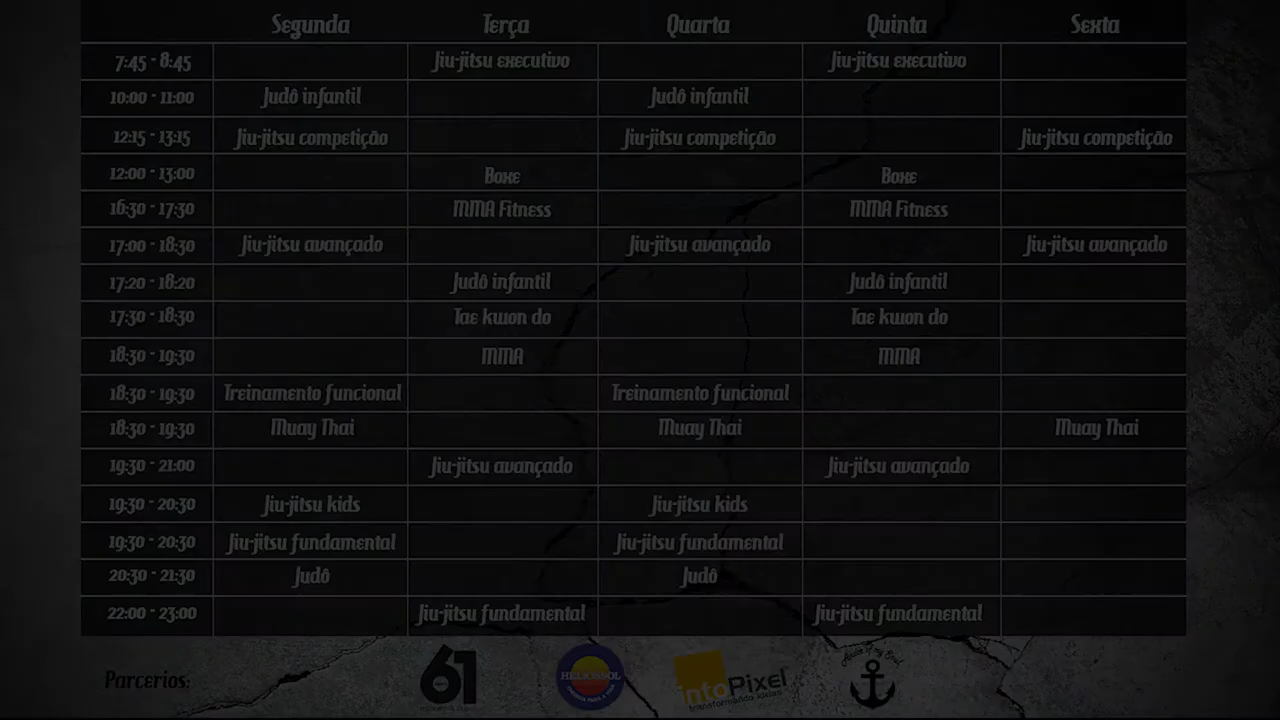 Segunda Terça Quarta Quinta Sexta
7:45 - 8:45 Jiu-jitsu executivo Jiu-jitsu executivo
10:00 - 11:00 Judô infantil Judô infantil
12:15 - 13:15 Jiu-jitsu competição Jiu-jitsu competição Jiu-jitsu competição
12:00 - 13:00 Boxe Boxe
16:30 - 17:30 MMA Fitness MMA Fitness
17:00 - 18:30 Jiu-jitsu avançado Jiu-jitsu avançado Jiu-jitsu avançado
17:20 - 18:20 Judô infantil Judô infantil
17:30 - 18:30 Tae kwon do Tae kwon do
18:30 - 19:30 MMA MMA
18:30 - 19:30 Treinamento funcional Treinamento funcional
18:30 - 19:30 Muay Thai Muay Thai Muay Thai
19:30 - 21:00 Jiu-jitsu avançado Jiu-jitsu avançado
19:30 - 20:30 Jiu-jitsu kids Jiu-jitsu kids
19:30 - 20:30 Jiu-jitsu fundamental Jiu-jitsu fundamental
20:30 - 21:30 Judô Judô
22:00 - 23:00 Jiu-jitsu fundamental Jiu-jitsu fundamental
Parcerios: 61 HELIOSSOL intoPixel
transformando ideias